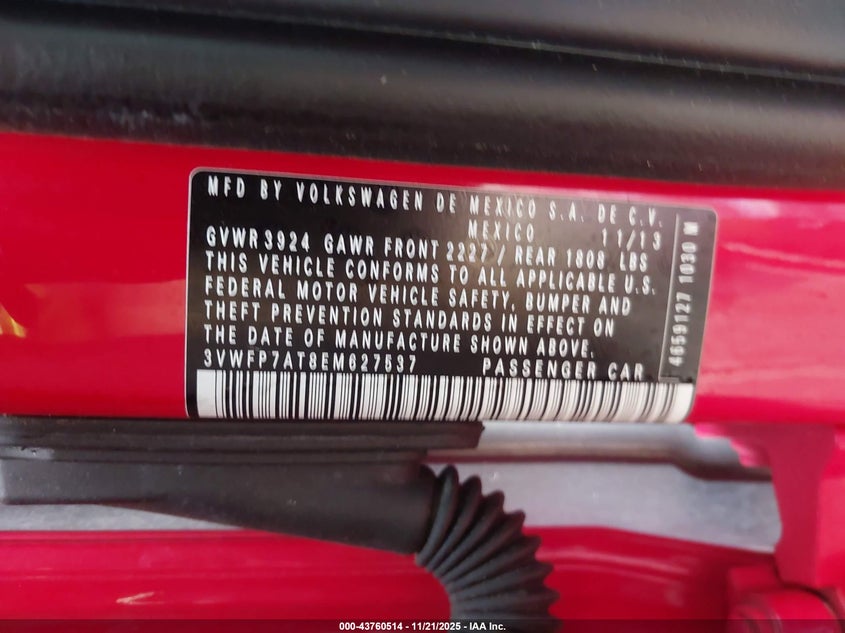 MFD BY VOLKSWAGEN DE MEXICO S.A. DE C.V.
MEXICO 11/13
GVWR 3924 GAWR FRONT 2227 / REAR 1808 LBS
THIS VEHICLE CONFORMS TO ALL APPLICABLE U.S.
FEDERAL MOTOR VEHICLE SAFETY, BUMPER AND
THEFT PREVENTION STANDARDS IN EFFECT ON
THE DATE OF MANUFACTURE SHOWN ABOVE.
3VWFP7AT8EM627537 PASSENGER CAR
4659127 1030 M
000-43760514 - 11/21/2025 - IAA Inc.